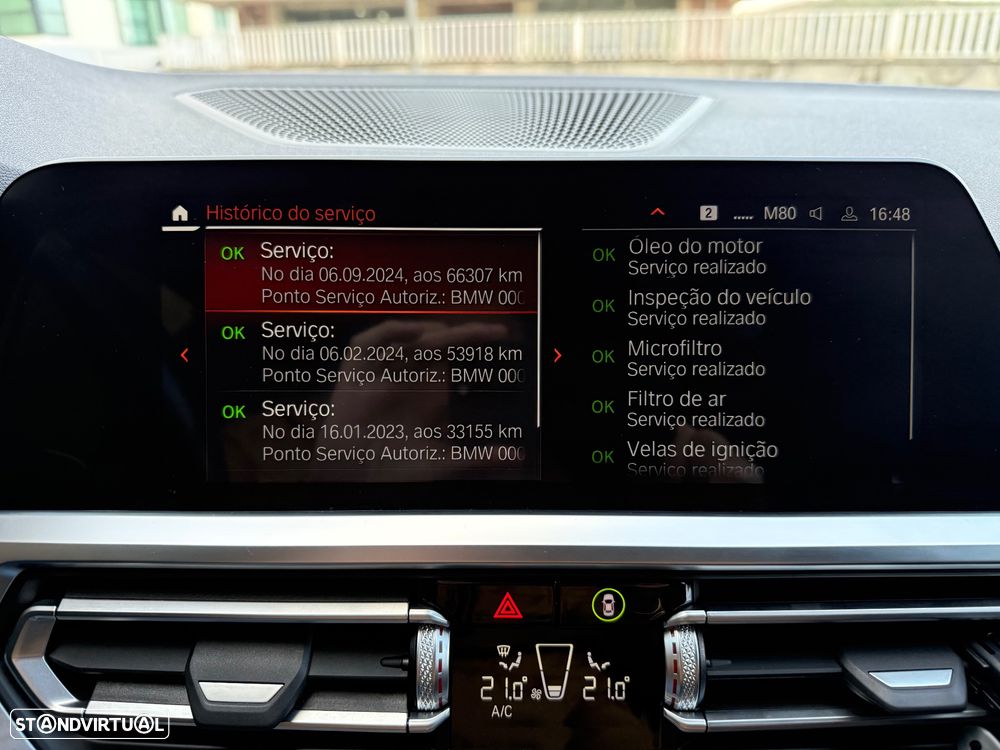 Histórico do serviço
2 ..... M80 16:48
OK Serviço:
No dia 06.09.2024, aos 66307 km
Ponto Serviço Autoriz.: BMW 000
OK Serviço:
No dia 06.02.2024, aos 53918 km
Ponto Serviço Autoriz.: BMW 000
OK Serviço:
No dia 16.01.2023, aos 33155 km
Ponto Serviço Autoriz.: BMW 000
OK Óleo do motor
Serviço realizado
OK Inspeção do veículo
Serviço realizado
OK Microfiltro
Serviço realizado
OK Filtro de ar
Serviço realizado
OK Velas de ignição
Serviço realizado
21.0° 21.0°
A/C
STANDVIRTUAL